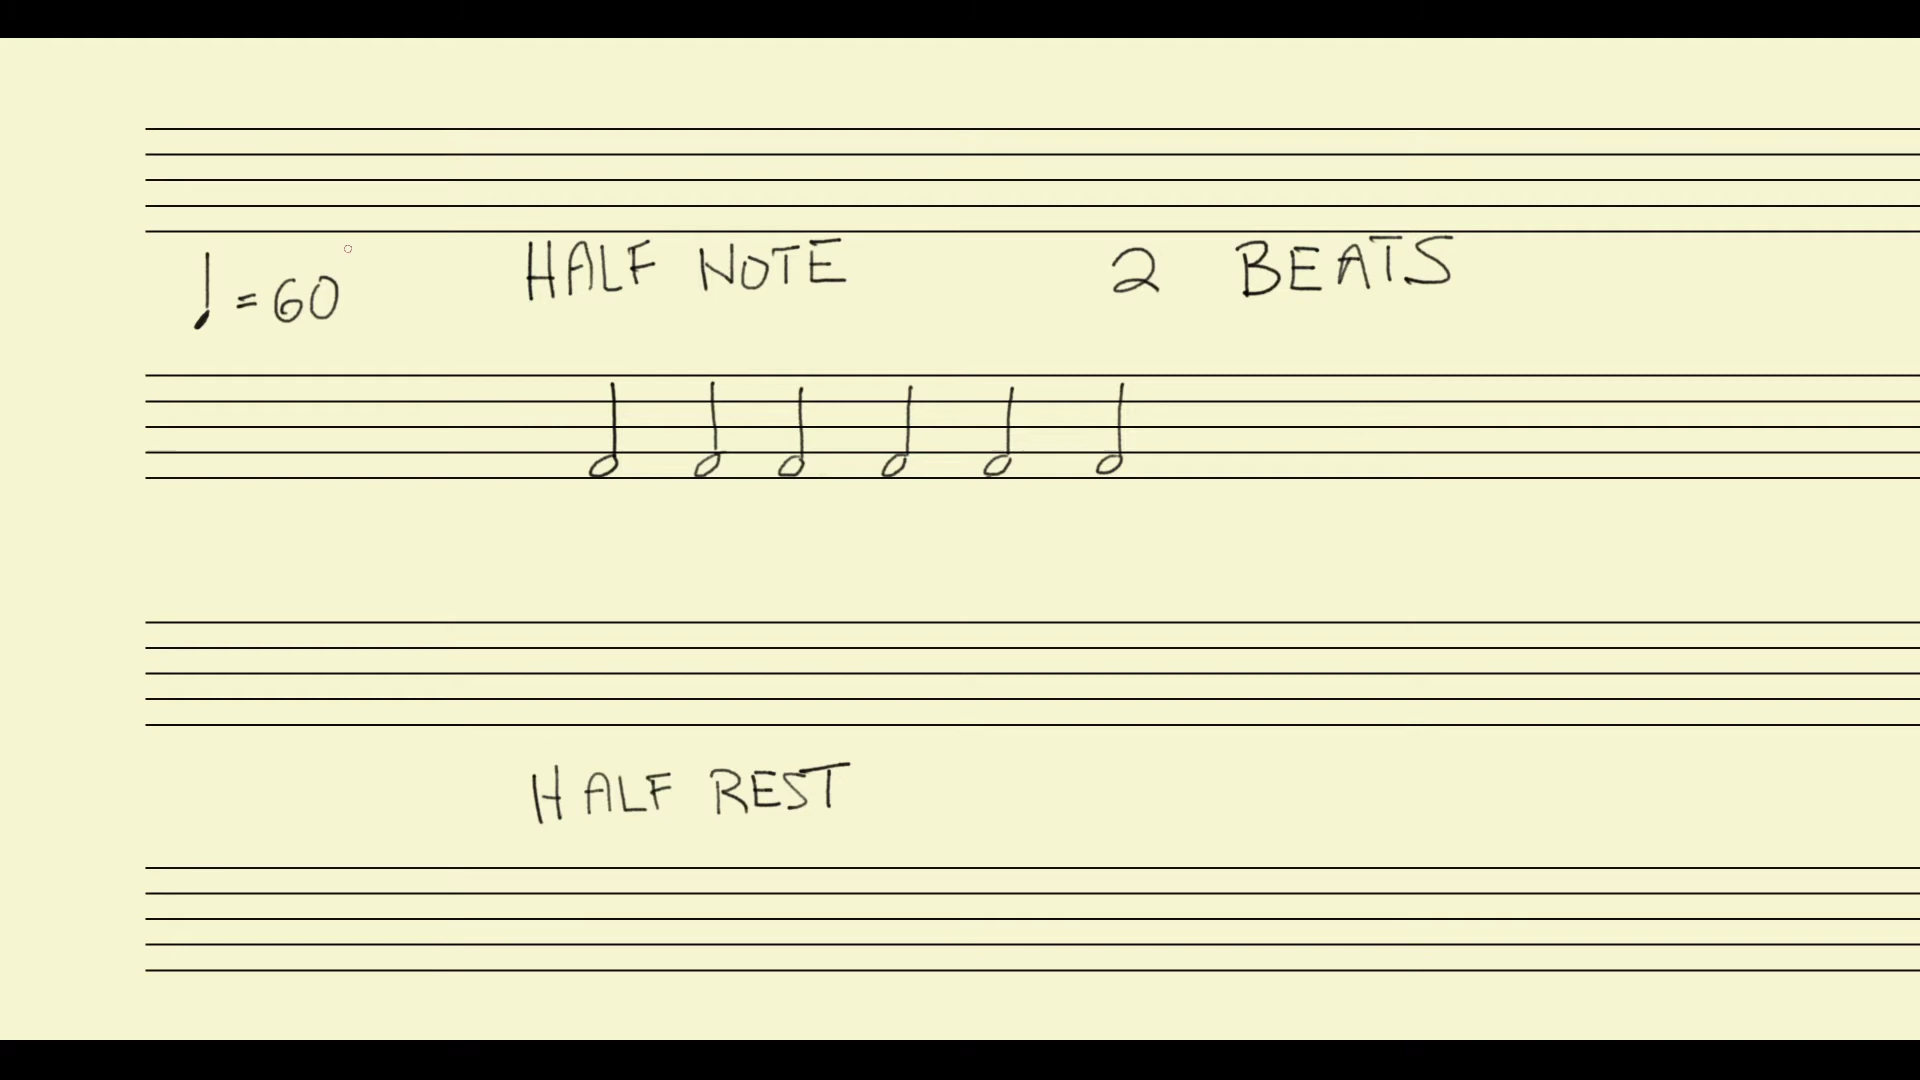 ♩ = 60 HALF NOTE 2 BEATS
HALF REST